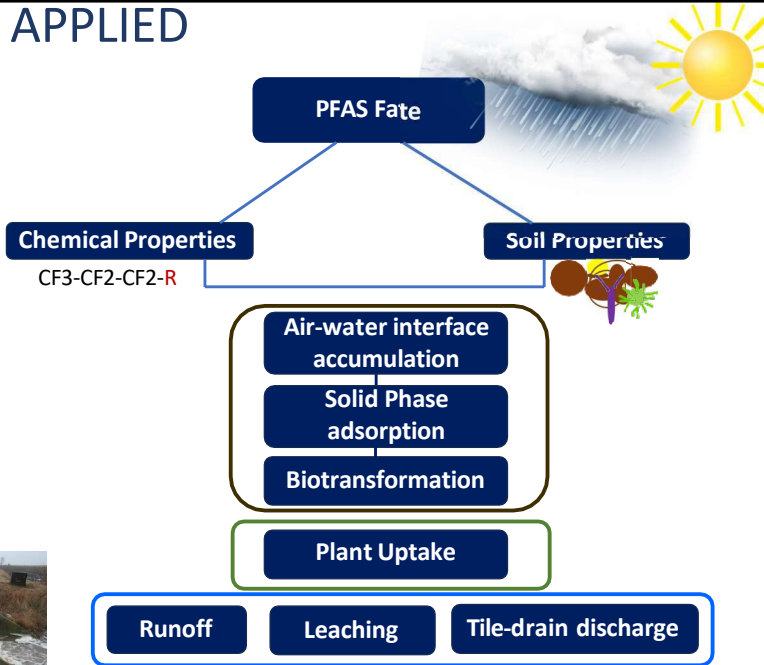 APPLIED
PFAS Fate
Chemical Properties
Soil Properties
CF3-CF2-CF2-R
Air-water interface
accumulation
Solid Phase
adsorption
Biotransformation
Plant Uptake
Runoff
Leaching
Tile-drain discharge